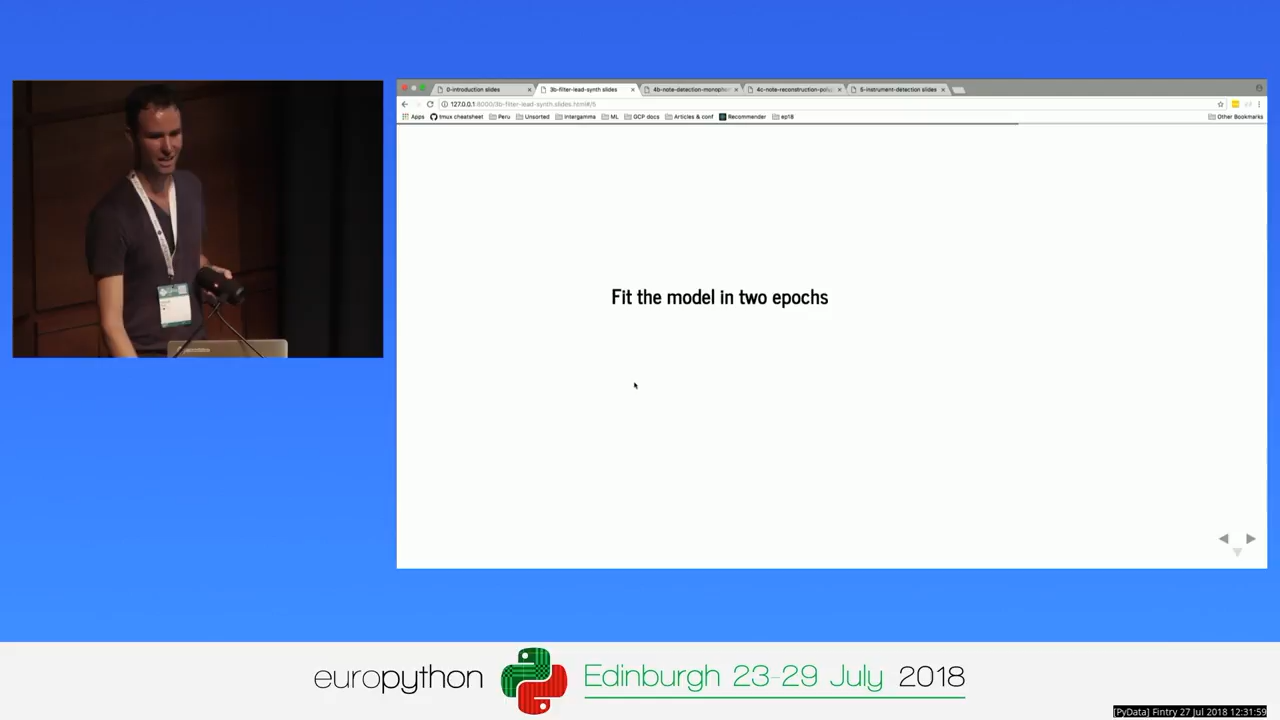 0-introduction slides
3b-filter-lead-synth slides
4b-note-detection-monophon
4c-note-reconstruction-poly
5-instrument-detection slides
127.0.0.1:8000/3b-filter-lead-synth.slides.html#/5
Apps tmux cheatsheet Peru Unsorted Intergamma ML GCP docs Articles & conf Recommender ep18 Other Bookmarks
Fit the model in two epochs
europython Edinburgh 23-29 July 2018
[PyData] Fintry 27 Jul 2018 12:31:59